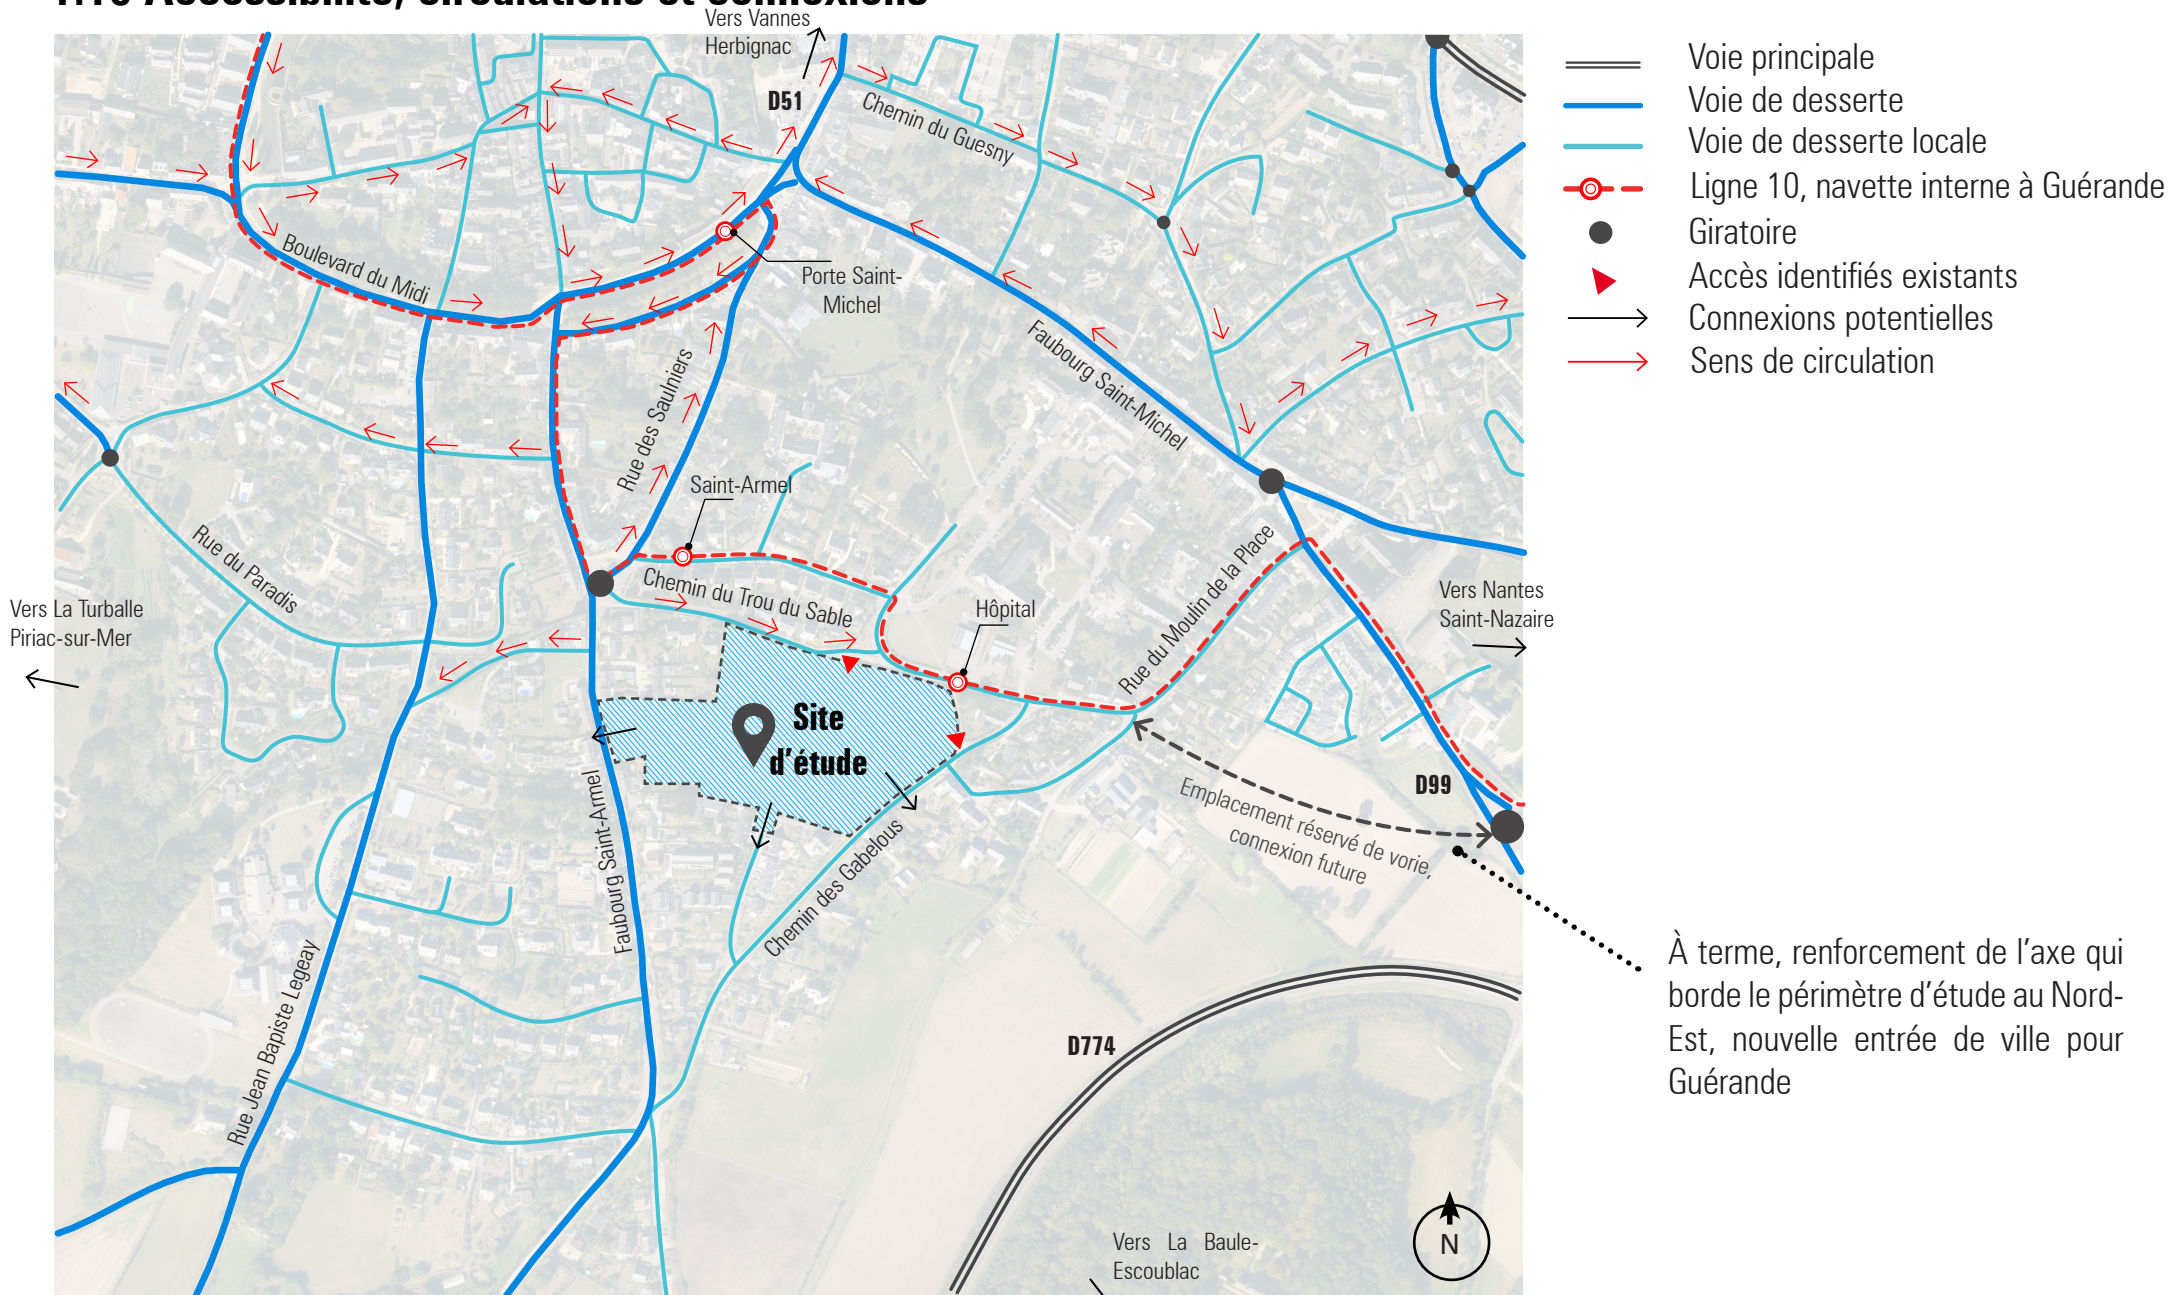 Vers Vannes
Herbignac
D51
Chemin du Guesny
Boulevard du Midi
Porte Saint-
Michel
Faubourg Saint-Michel
Rue des Saulniers
Saint-Armel
Rue du Paradis
Chemin du Trou du Sable
Hôpital
Rue du Moulin de la Place
Vers La Turballe
Piriac-sur-Mer
Vers Nantes
Saint-Nazaire
Site
d'étude
D99
Emplacement réservé de vorie,
connexion future
Faubourg Saint-Armel
Chemin des Gabelous
Rue Jean Bapiste Legeay
D774
Vers La Baule-
Escoublac
N
Voie principale
Voie de desserte
Voie de desserte locale
Ligne 10, navette interne à Guérande
Giratoire
Accès identifiés existants
Connexions potentielles
Sens de circulation
À terme, renforcement de l'axe qui
borde le périmètre d'étude au Nord-
Est, nouvelle entrée de ville pour
Guérande